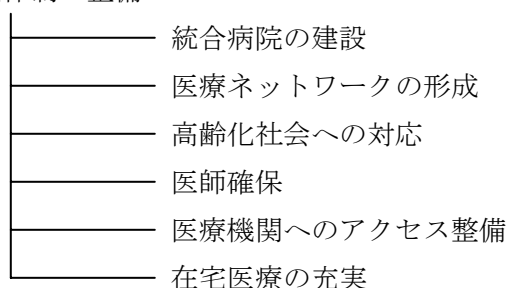 統合病院の建設
医療ネットワークの形成
高齢化社会への対応
医師確保
医療機関へのアクセス整備
在宅医療の充実